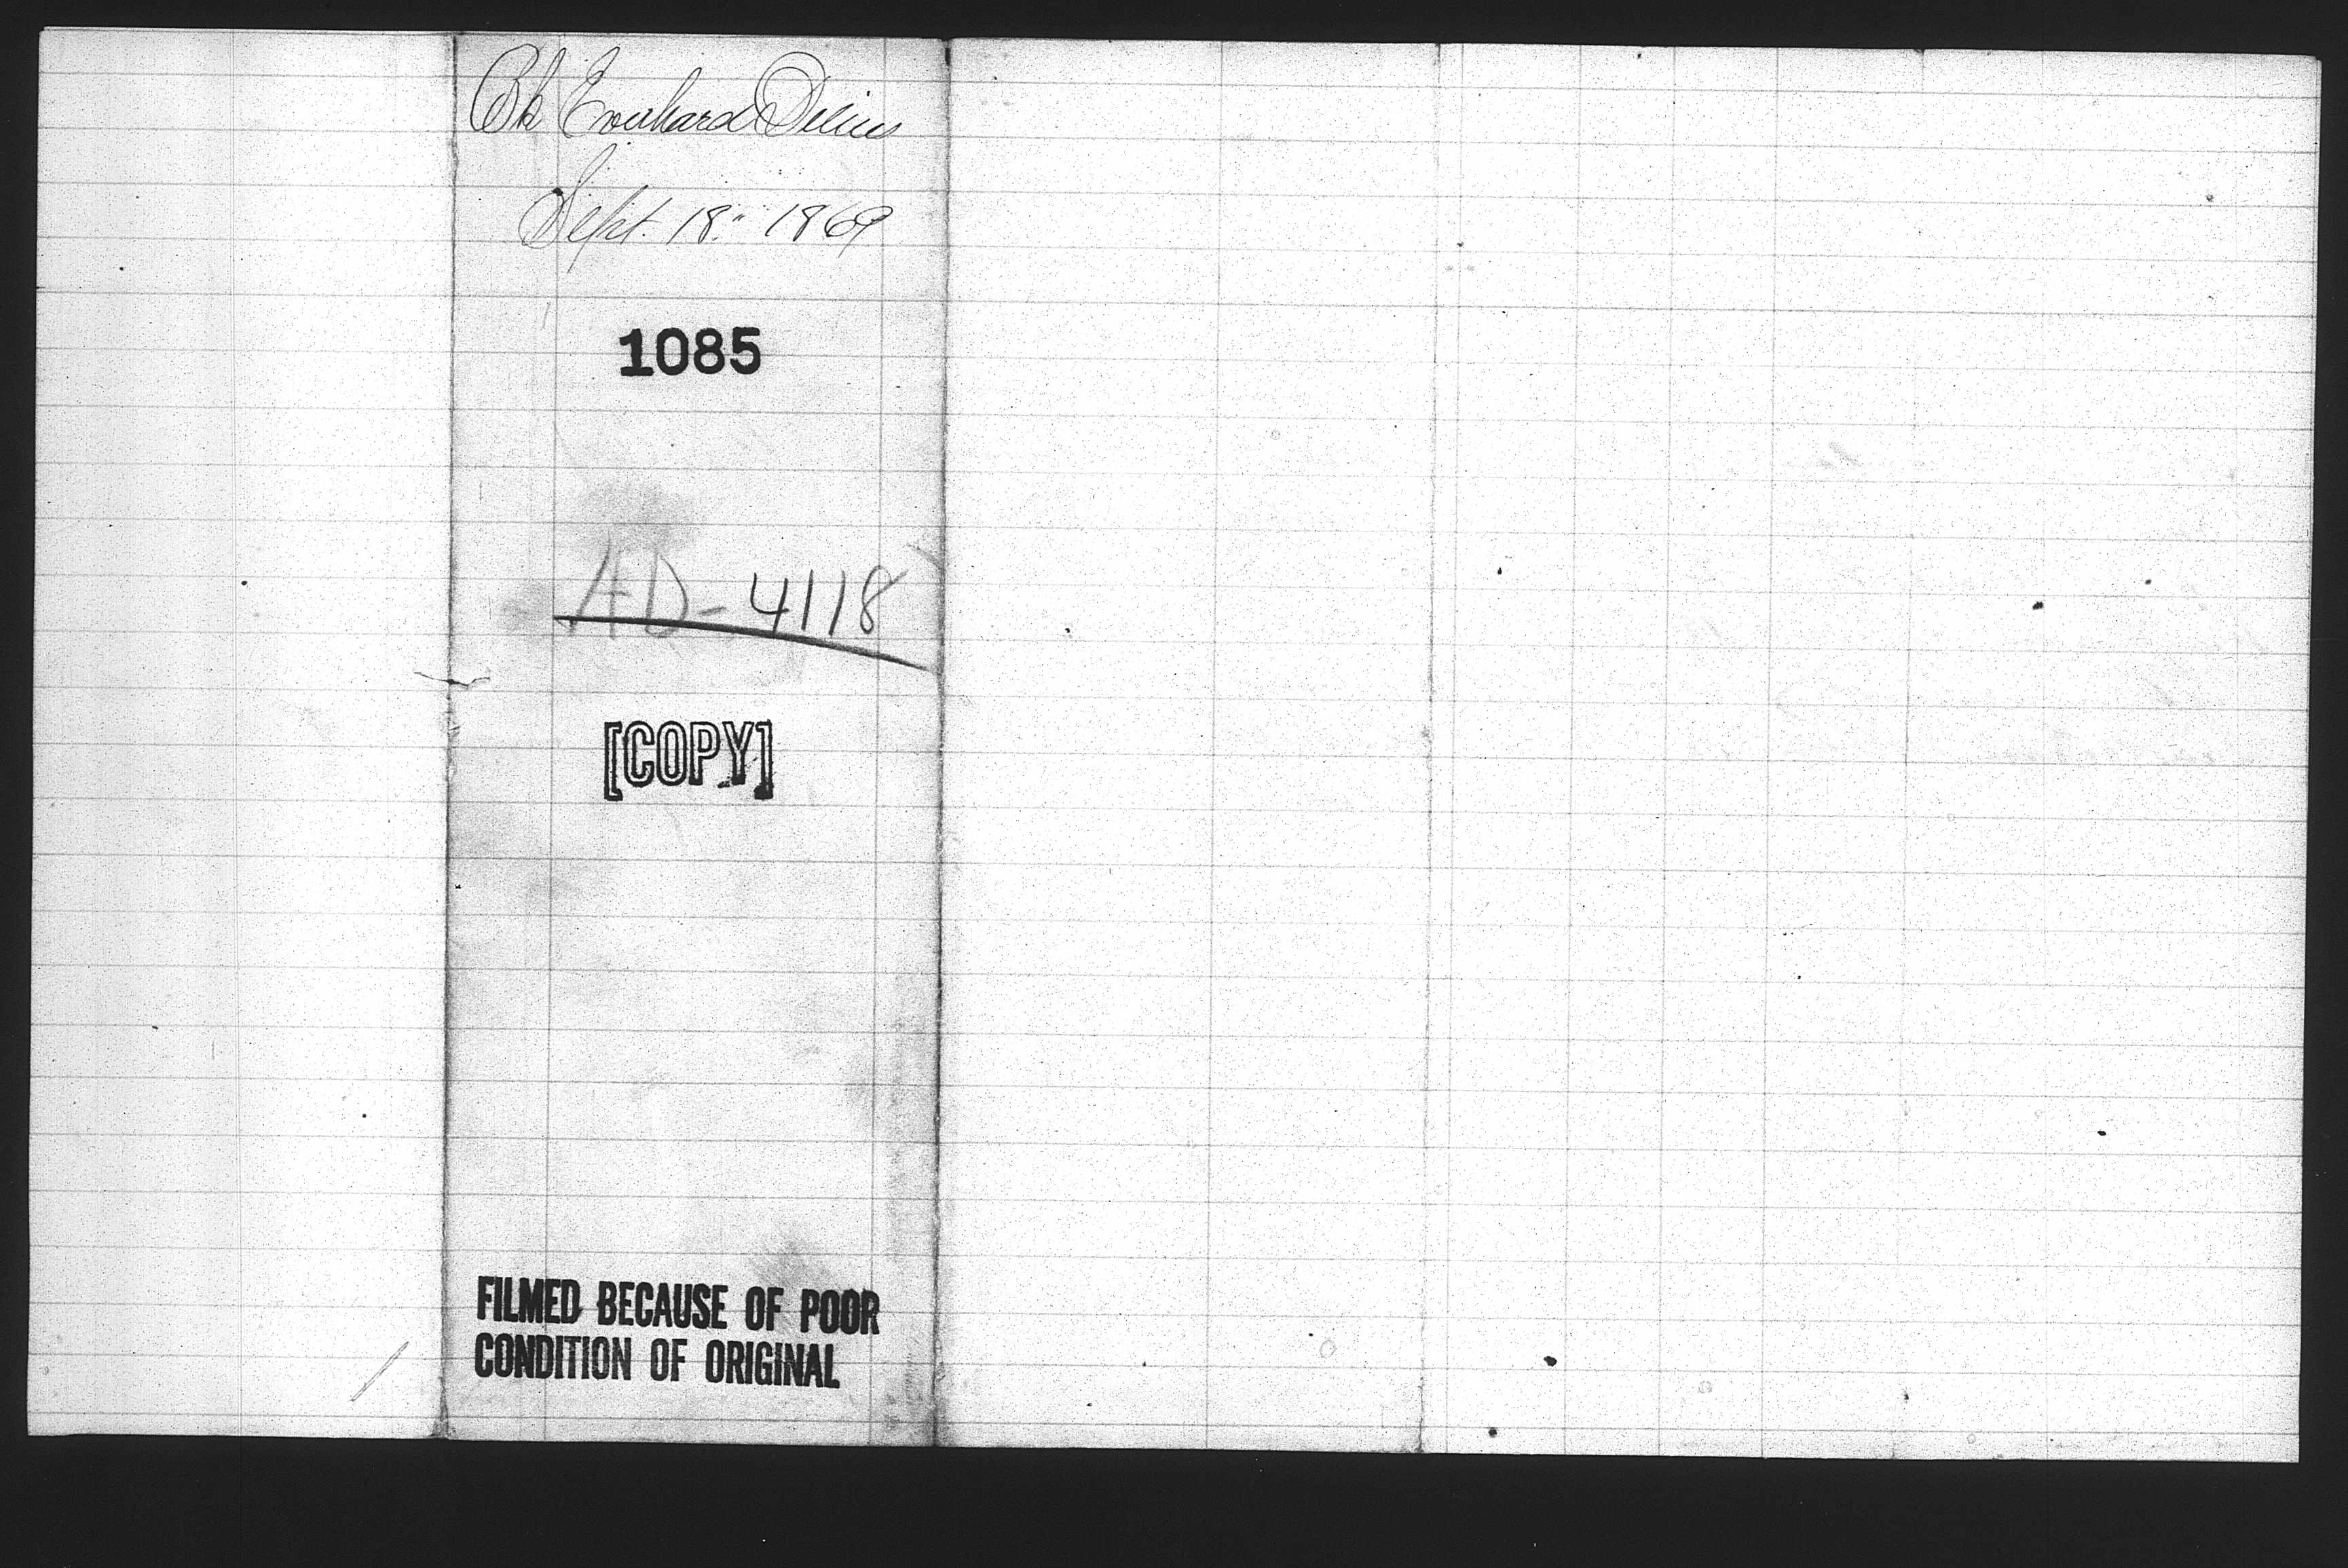 Bk Everhard Delius
Sept. 18" 1869
1085
AD-4118
[COPY]
FILMED BECAUSE OF POOR
CONDITION OF ORIGINAL